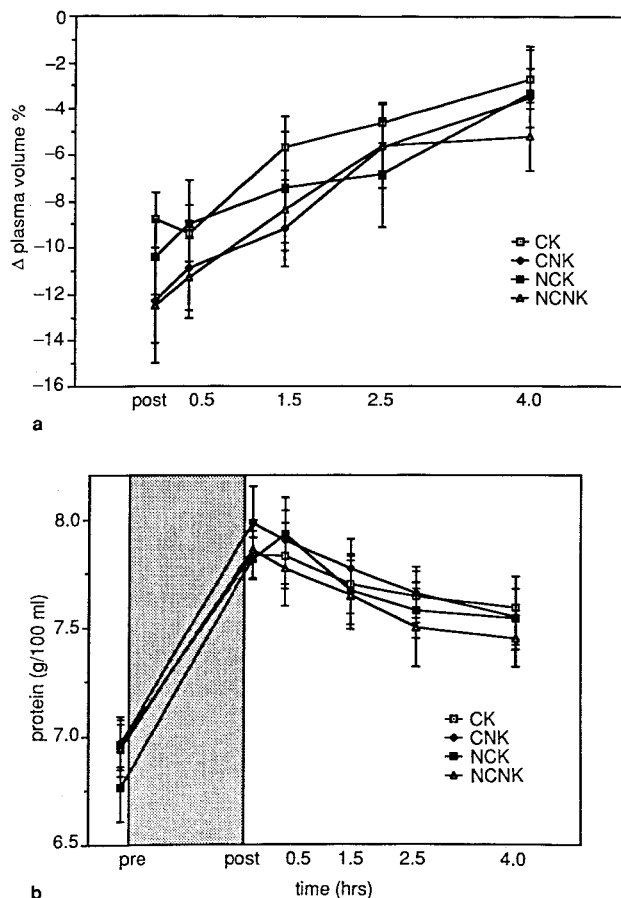 0
−2
−4
−6
−8
−10
−12
−14
−16
Δ plasma volume %
CK
CNK
NCK
NCNK
post 0.5 1.5 2.5 4.0
a
8.0
7.5
7.0
6.5
protein (g/100 ml)
CK
CNK
NCK
NCNK
pre post 0.5 1.5 2.5 4.0
b time (hrs)